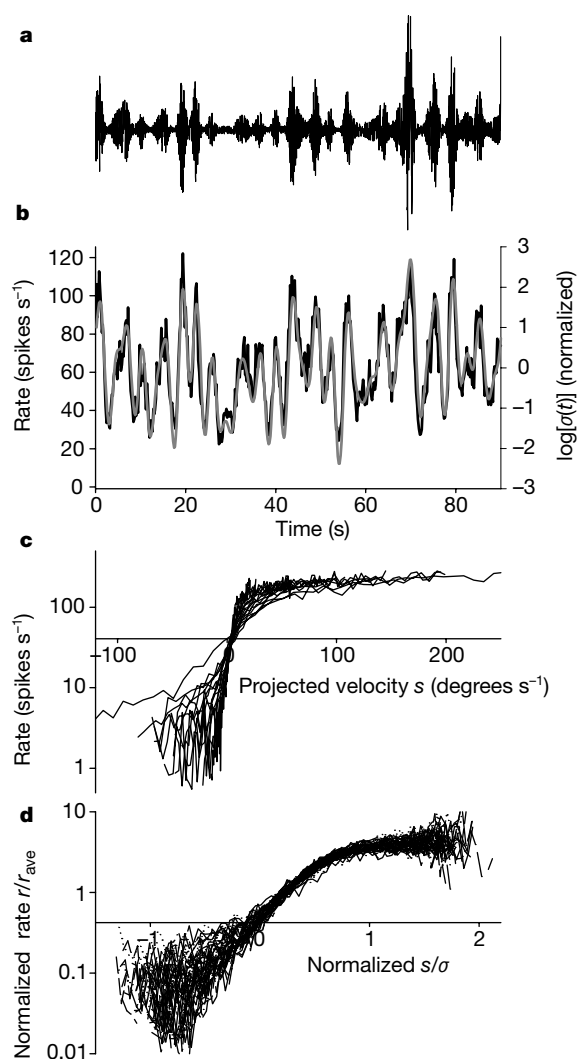 a
b
120
100
80
60
40
20
0
Rate (spikes s⁻¹)
3
2
1
0
−1
−2
−3
log[σ(t)] (normalized)
0 20 40 60 80
Time (s)
c
100
10
1
Rate (spikes s⁻¹)
−100 0 100 200
Projected velocity s (degrees s⁻¹)
d
10
1
0.1
0.01
Normalized rate r/rave
−1 0 1 2
Normalized s/σ